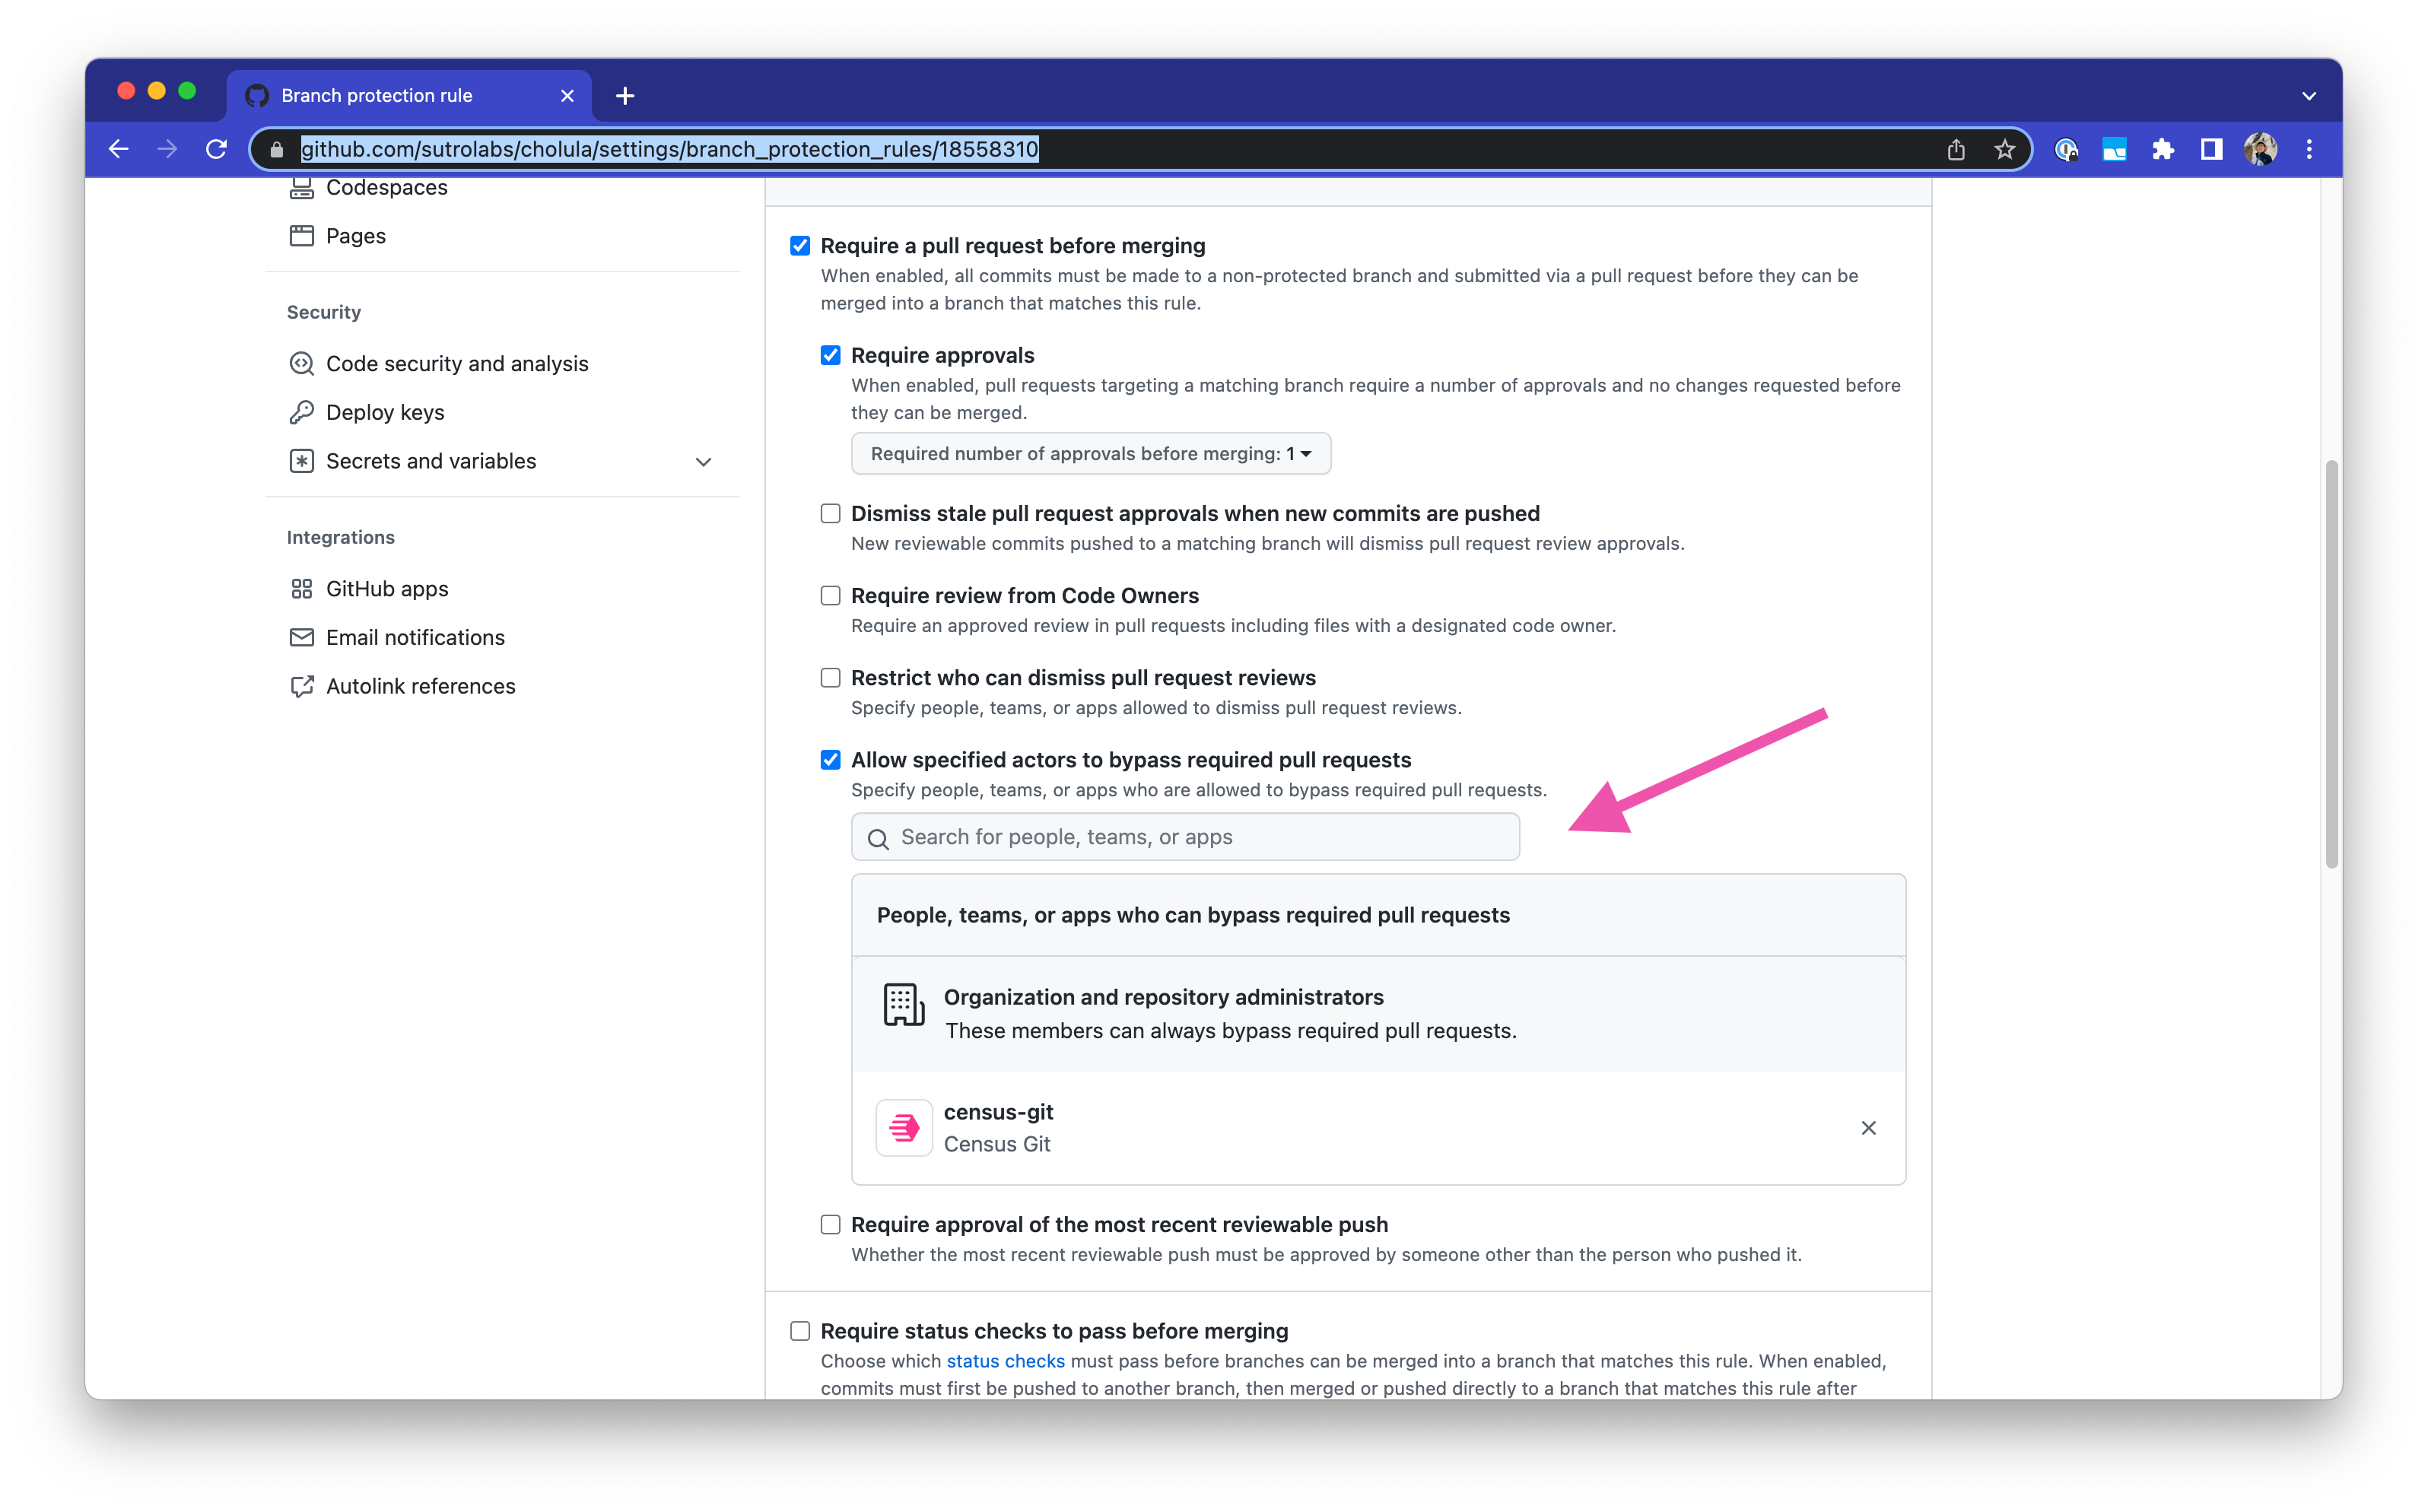 Branch protection rule
github.com/sutrolabs/cholula/settings/branch_protection_rules/18558310
Codespaces
Pages
Security
Code security and analysis
Deploy keys
Secrets and variables
Integrations
GitHub apps
Email notifications
Autolink references
Require a pull request before merging
When enabled, all commits must be made to a non-protected branch and submitted via a pull request before they can be
merged into a branch that matches this rule.
Require approvals
When enabled, pull requests targeting a matching branch require a number of approvals and no changes requested before
they can be merged.
Required number of approvals before merging: 1
Dismiss stale pull request approvals when new commits are pushed
New reviewable commits pushed to a matching branch will dismiss pull request review approvals.
Require review from Code Owners
Require an approved review in pull requests including files with a designated code owner.
Restrict who can dismiss pull request reviews
Specify people, teams, or apps allowed to dismiss pull request reviews.
Allow specified actors to bypass required pull requests
Specify people, teams, or apps who are allowed to bypass required pull requests.
Search for people, teams, or apps
People, teams, or apps who can bypass required pull requests
Organization and repository administrators
These members can always bypass required pull requests.
census-git
Census Git
Require approval of the most recent reviewable push
Whether the most recent reviewable push must be approved by someone other than the person who pushed it.
Require status checks to pass before merging
Choose which status checks must pass before branches can be merged into a branch that matches this rule. When enabled,
commits must first be pushed to another branch, then merged or pushed directly to a branch that matches this rule after